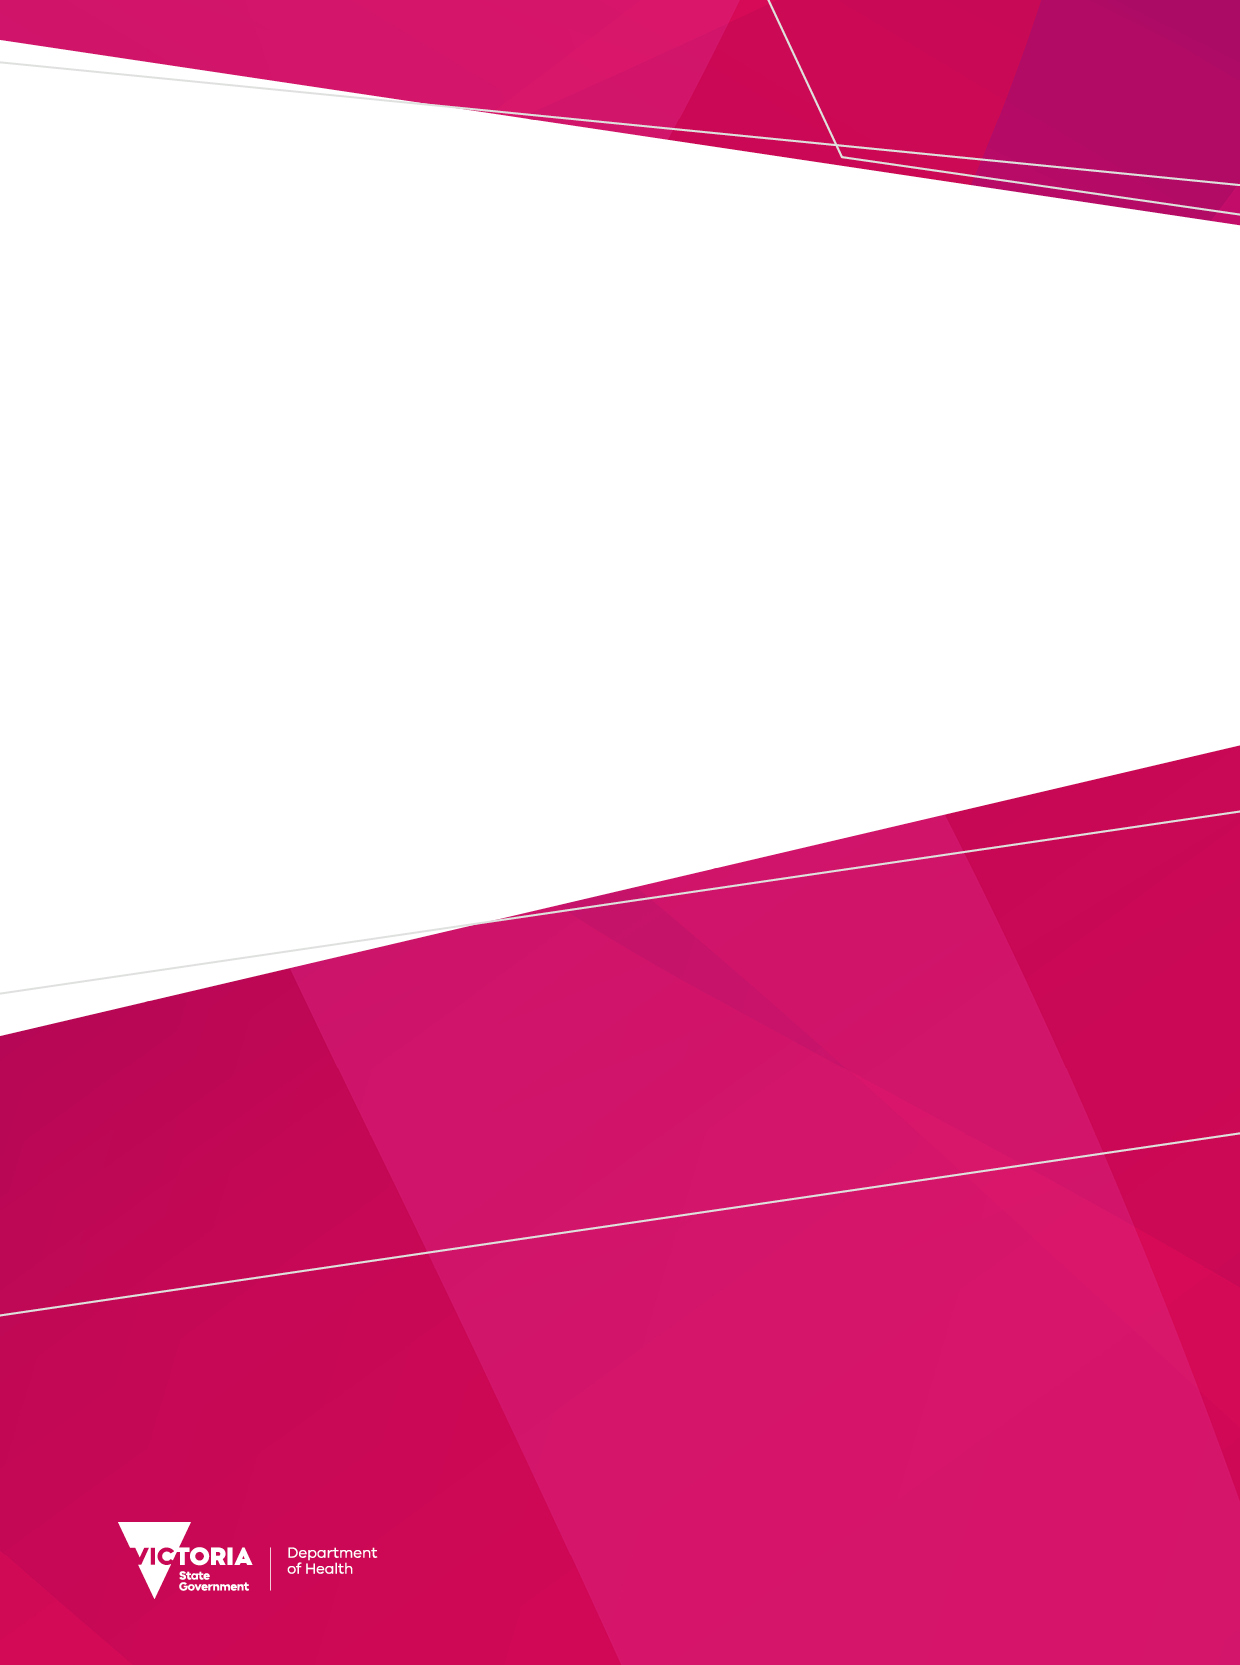 VICTORIA
State
Government
Department
of Health